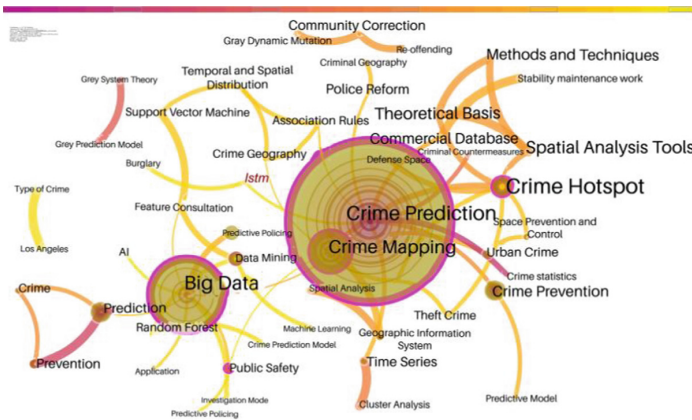 Community Correction
Gray Dynamic Mutation
Re-offending
Criminal Geography
Methods and Techniques
Grey System Theory
Temporal and Spatial
Distribution
Stability maintenance work
Police Reform
Support Vector Machine
Association Rules
Theoretical Basis
Grey Prediction Model
Commercial Database
Criminal Countermeasures
Spatial Analysis Tools
Crime Geography
Defense Space
Burglary
lstm
Type of Crime
Crime Hotspot
Feature Consultation
Crime Prediction
Space Prevention and
Control
Predictive Policing
Los Angeles
AI
Crime Mapping
Data Mining
Urban Crime
Crime statistics
Big Data
Spatial Analysis
Crime
Crime Prevention
Prediction
Theft Crime
Random Forest
Machine Learning
Geographic Information
System
Crime Prediction Model
Prevention
Application
Public Safety
Time Series
Investigation Mode
Predictive Policing
Cluster Analysis
Predictive Model